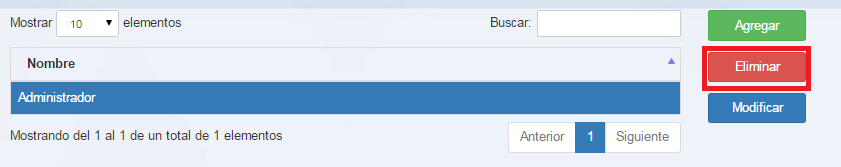 Mostrar 10 elementos Buscar: Agregar
Nombre Eliminar
Administrador Modificar
Mostrando del 1 al 1 de un total de 1 elementos Anterior 1 Siguiente